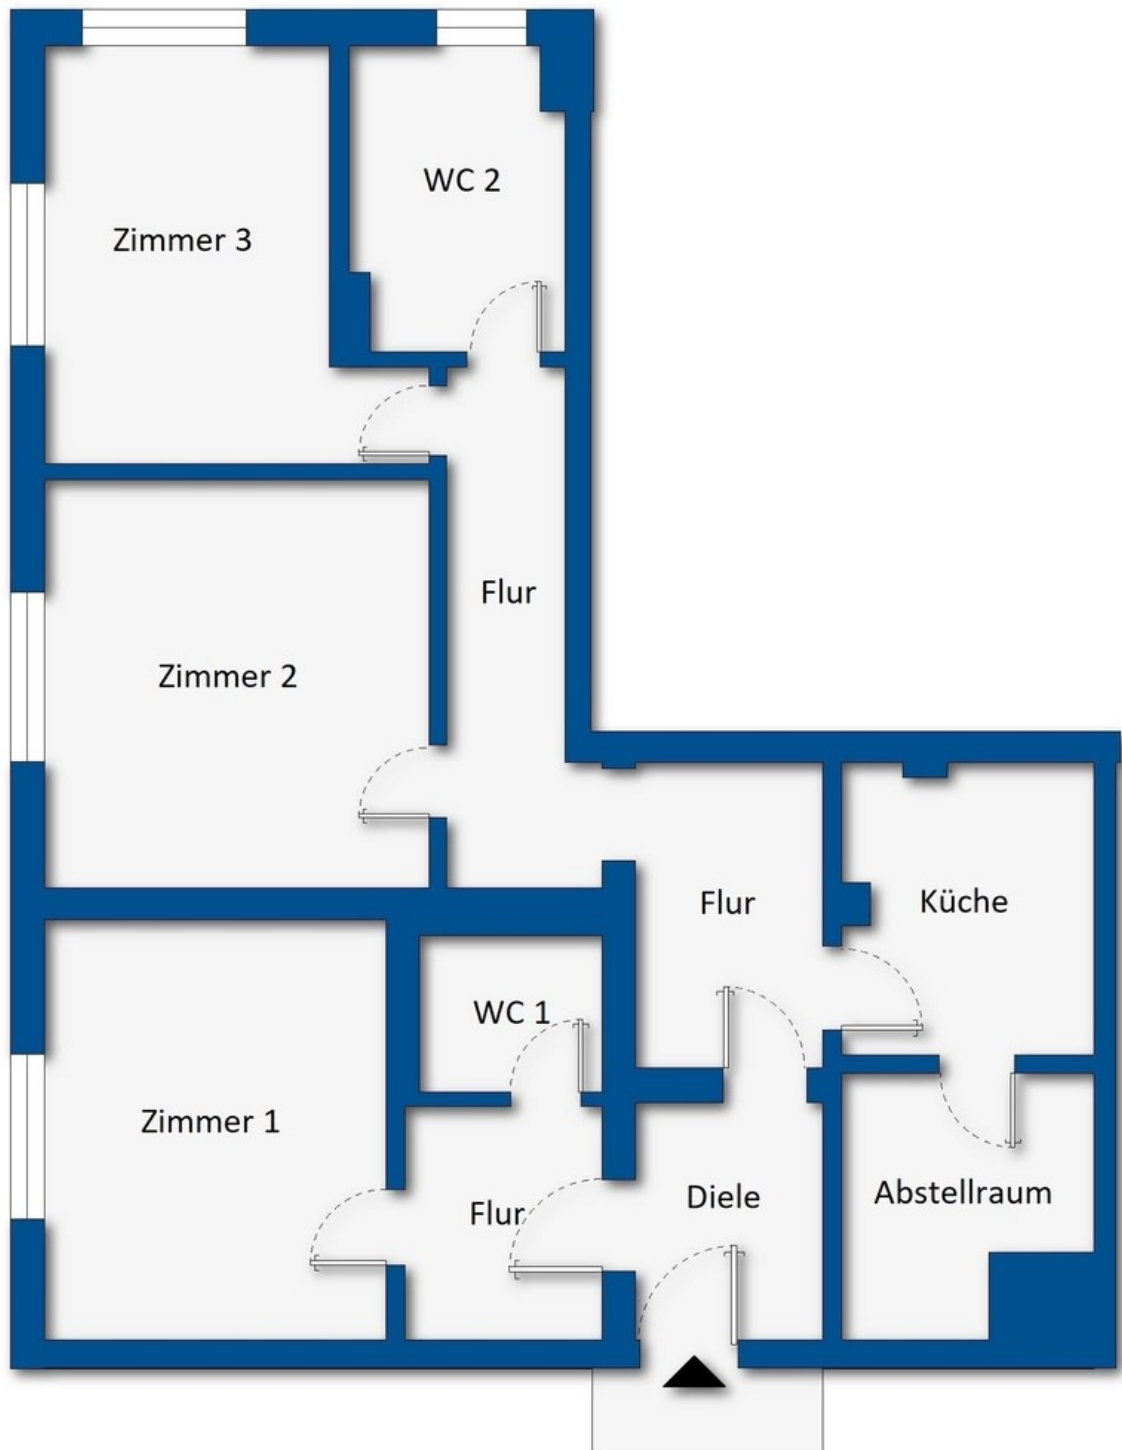 WC 2
Zimmer 3
Flur
Zimmer 2
Flur
Küche
WC 1
Zimmer 1
Flur
Diele
Abstellraum